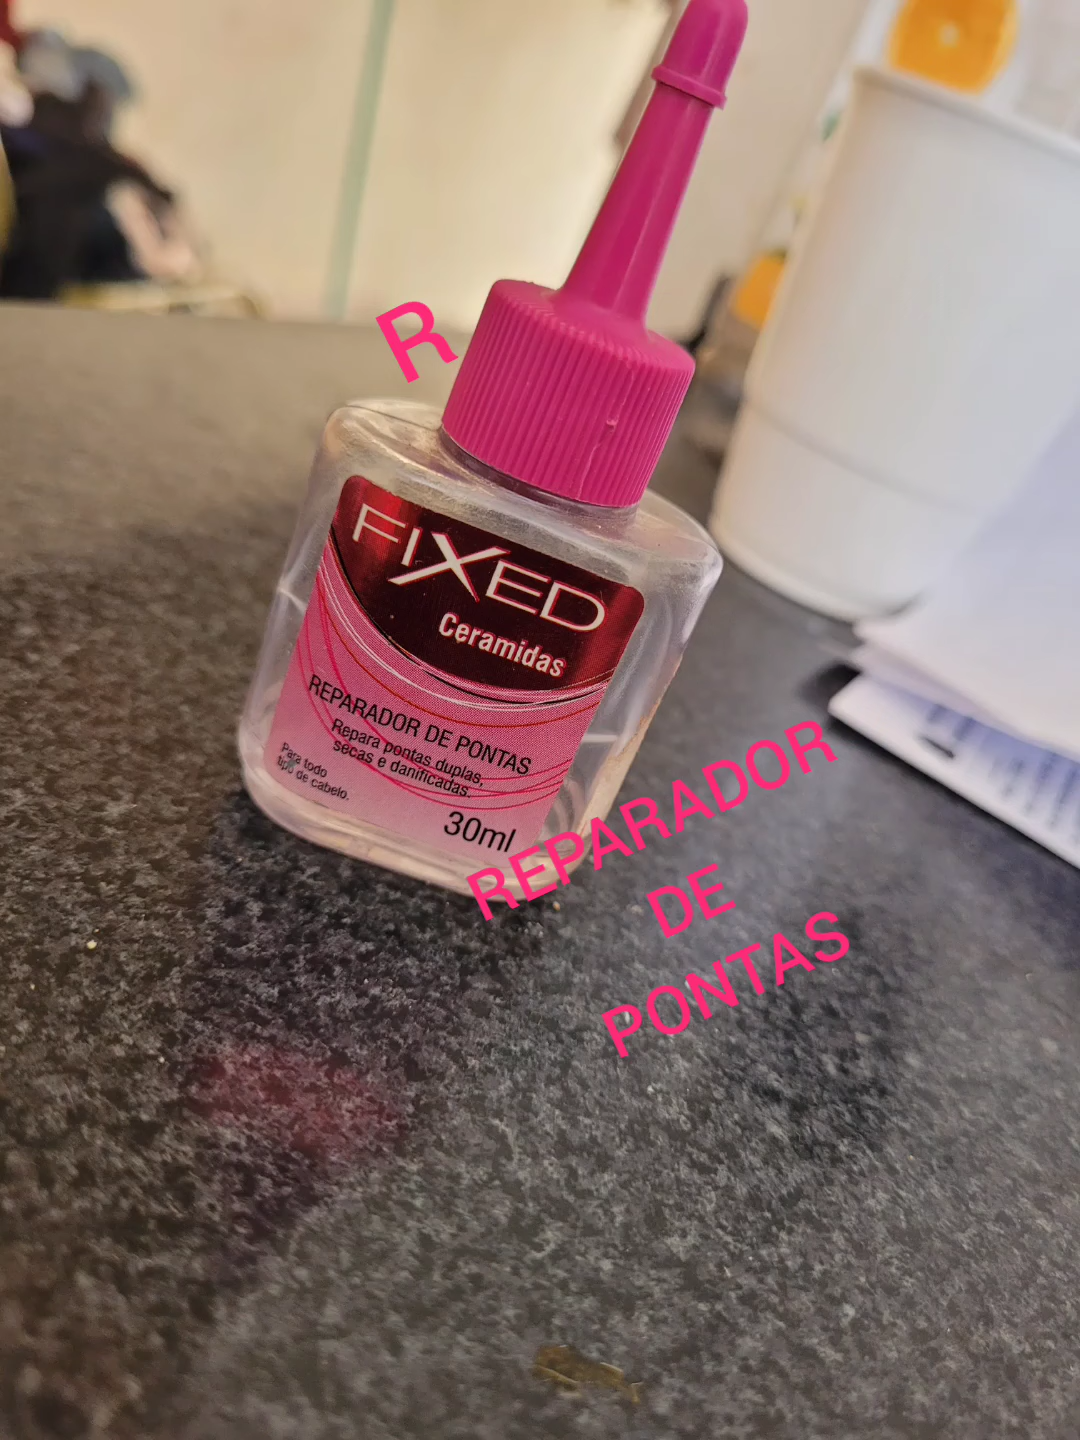 R
FIXED
Ceramidas
REPARADOR DE PONTAS
Repara pontas duplas,
secas e danificadas.
Para todo
tipo de cabelo.
30ml
REPARADOR
DE
PONTAS